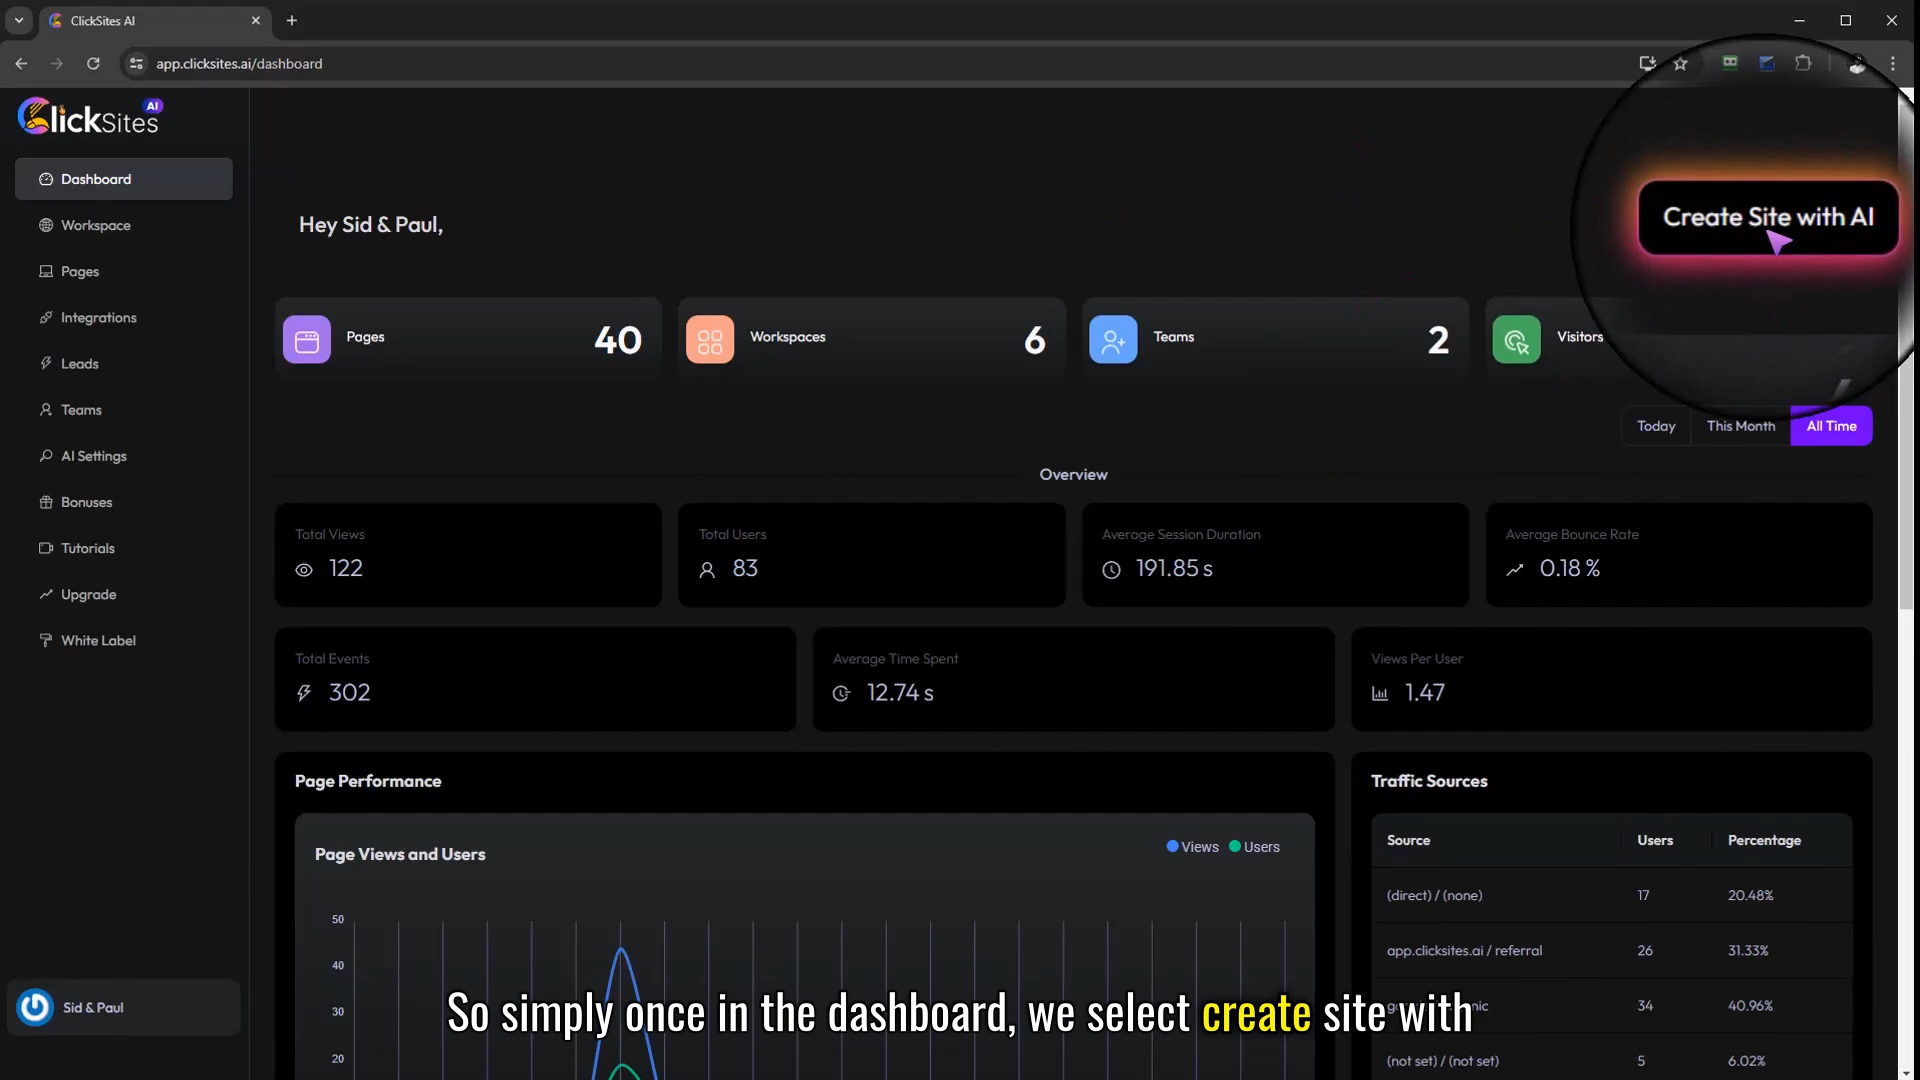 ClickSites AI
app.clicksites.ai/dashboard
ClickSites AI
Dashboard
Workspace
Pages
Integrations
Leads
Teams
AI Settings
Bonuses
Tutorials
Upgrade
White Label
Sid & Paul
Hey Sid & Paul,
Create Site with AI
Pages 40
Workspaces 6
Teams 2
Visitors
Today This Month All Time
Overview
Total Views
122
Total Users
83
Average Session Duration
191.85 s
Average Bounce Rate
0.18 %
Total Events
302
Average Time Spent
12.74 s
Views Per User
1.47
Page Performance
Page Views and Users
Views Users
50
40
30
20
Traffic Sources
Source Users Percentage
(direct) / (none) 17 20.48%
app.clicksites.ai / referral 26 31.33%
34 40.96%
(not set) / (not set) 5 6.02%
So simply once in the dashboard, we select create site with